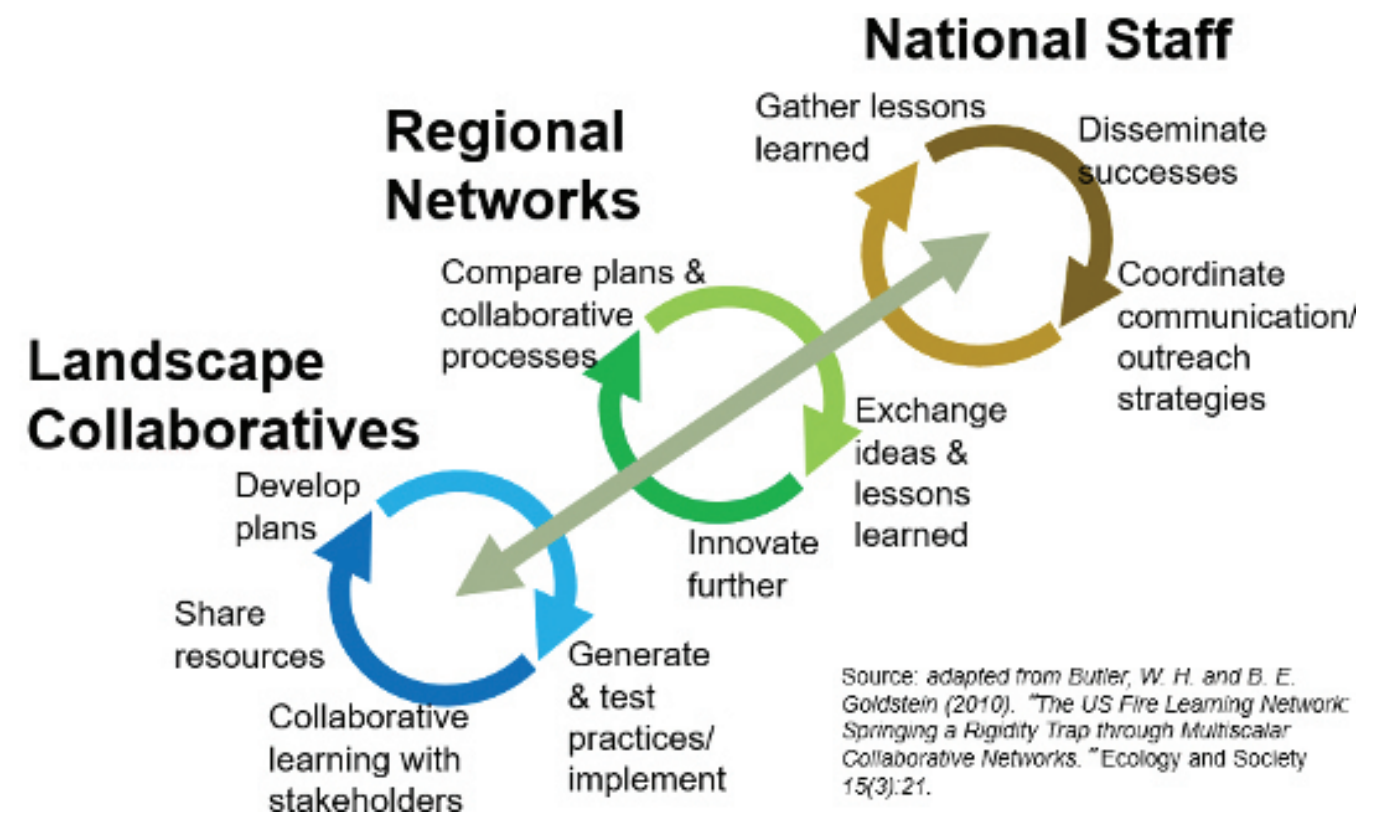 National Staff
Gather lessons
learned
Disseminate
successes
Coordinate
communication/
outreach
strategies
Regional
Networks
Compare plans &
collaborative
processes
Exchange
ideas &
lessons
learned
Innovate
further
Landscape
Collaboratives
Develop
plans
Share
resources
Collaborative
learning with
stakeholders
Generate
& test
practices/
implement
Source: adapted from Butler, W. H. and B. E.
Goldstein (2010). "The US Fire Learning Network:
Springing a Rigidity Trap through Multiscalar
Collaborative Networks." Ecology and Society
15(3):21.